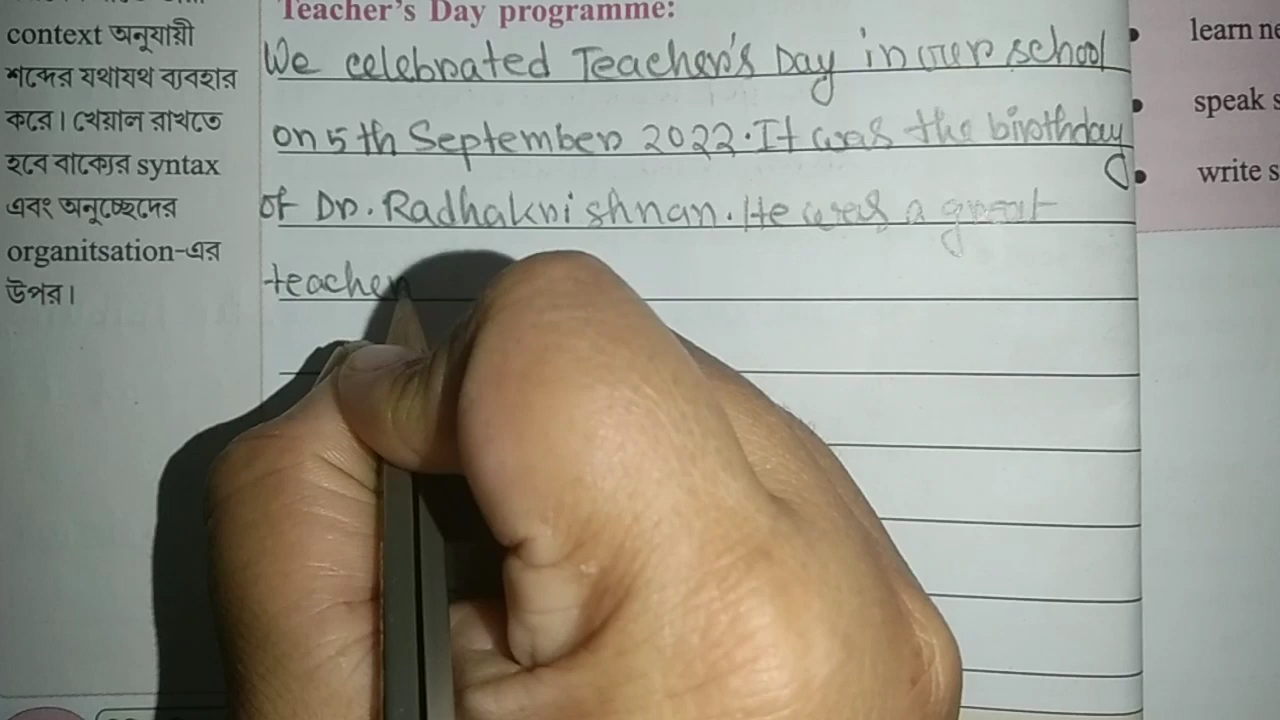 Teacher's Day programme:
context অনুযায়ী
শব্দের যথাযথ ব্যবহার
করে। খেয়াল রাখতে
হবে বাক্যের syntax
এবং অনুচ্ছেদের
organitsation-এর
উপর।
We celebrated Teacher's Day in our school
on 5th September 2022. It was the birthday
of Dr. Radhakrishnan. He was a great
teacher
learn
speak
write